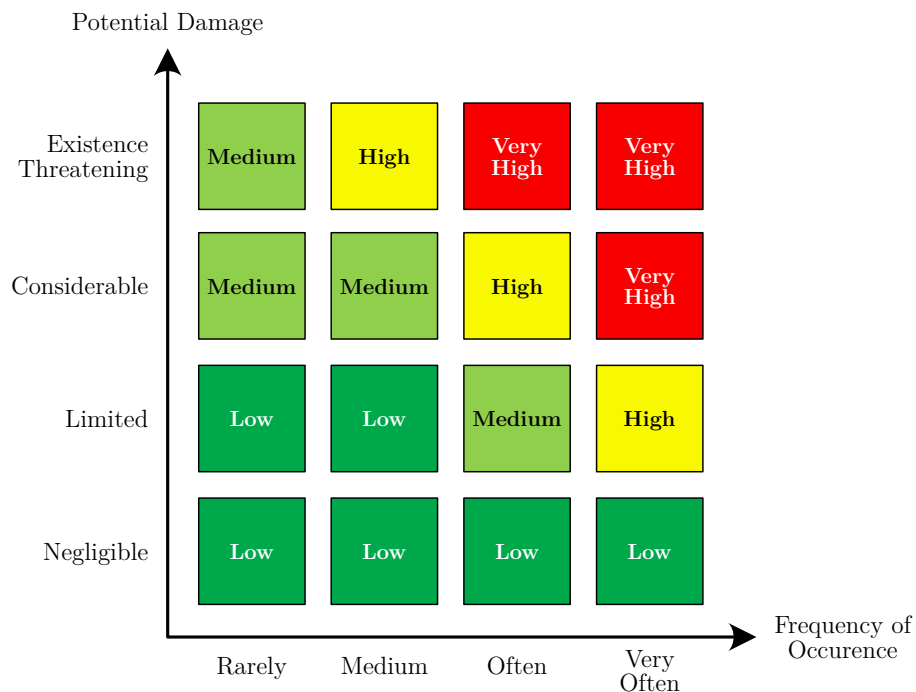 Potential Damage
Existence
Threatening
Medium
High
Very
High
Very
High
Considerable
Medium
Medium
High
Very
High
Limited
Low
Low
Medium
High
Negligible
Low
Low
Low
Low
Frequency of
Occurence
Rarely
Medium
Often
Very
Often